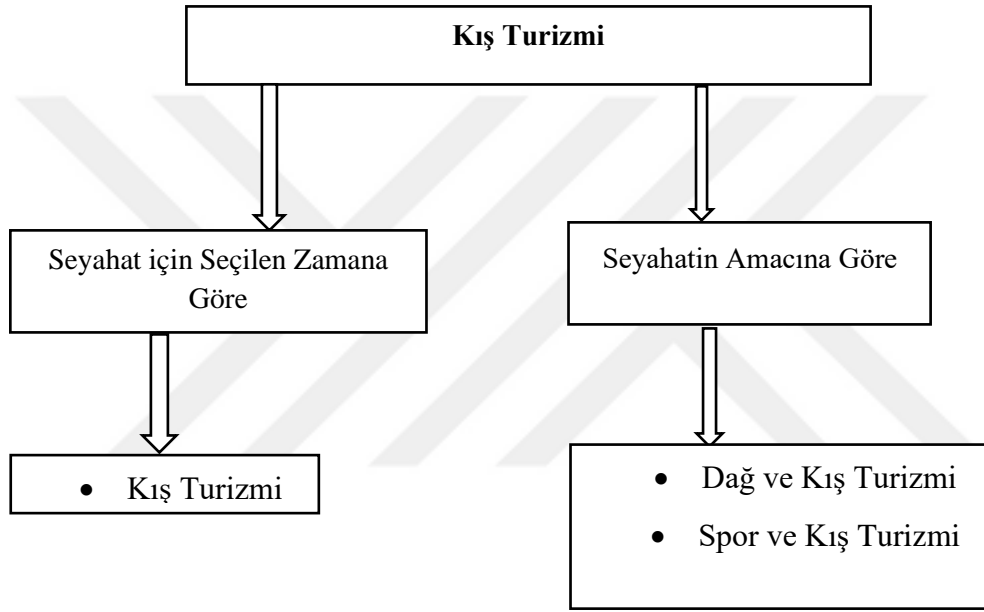 Kış Turizmi
Seyahat için Seçilen Zamana
Göre
Seyahatin Amacına Göre
• Kış Turizmi
• Dağ ve Kış Turizmi
• Spor ve Kış Turizmi